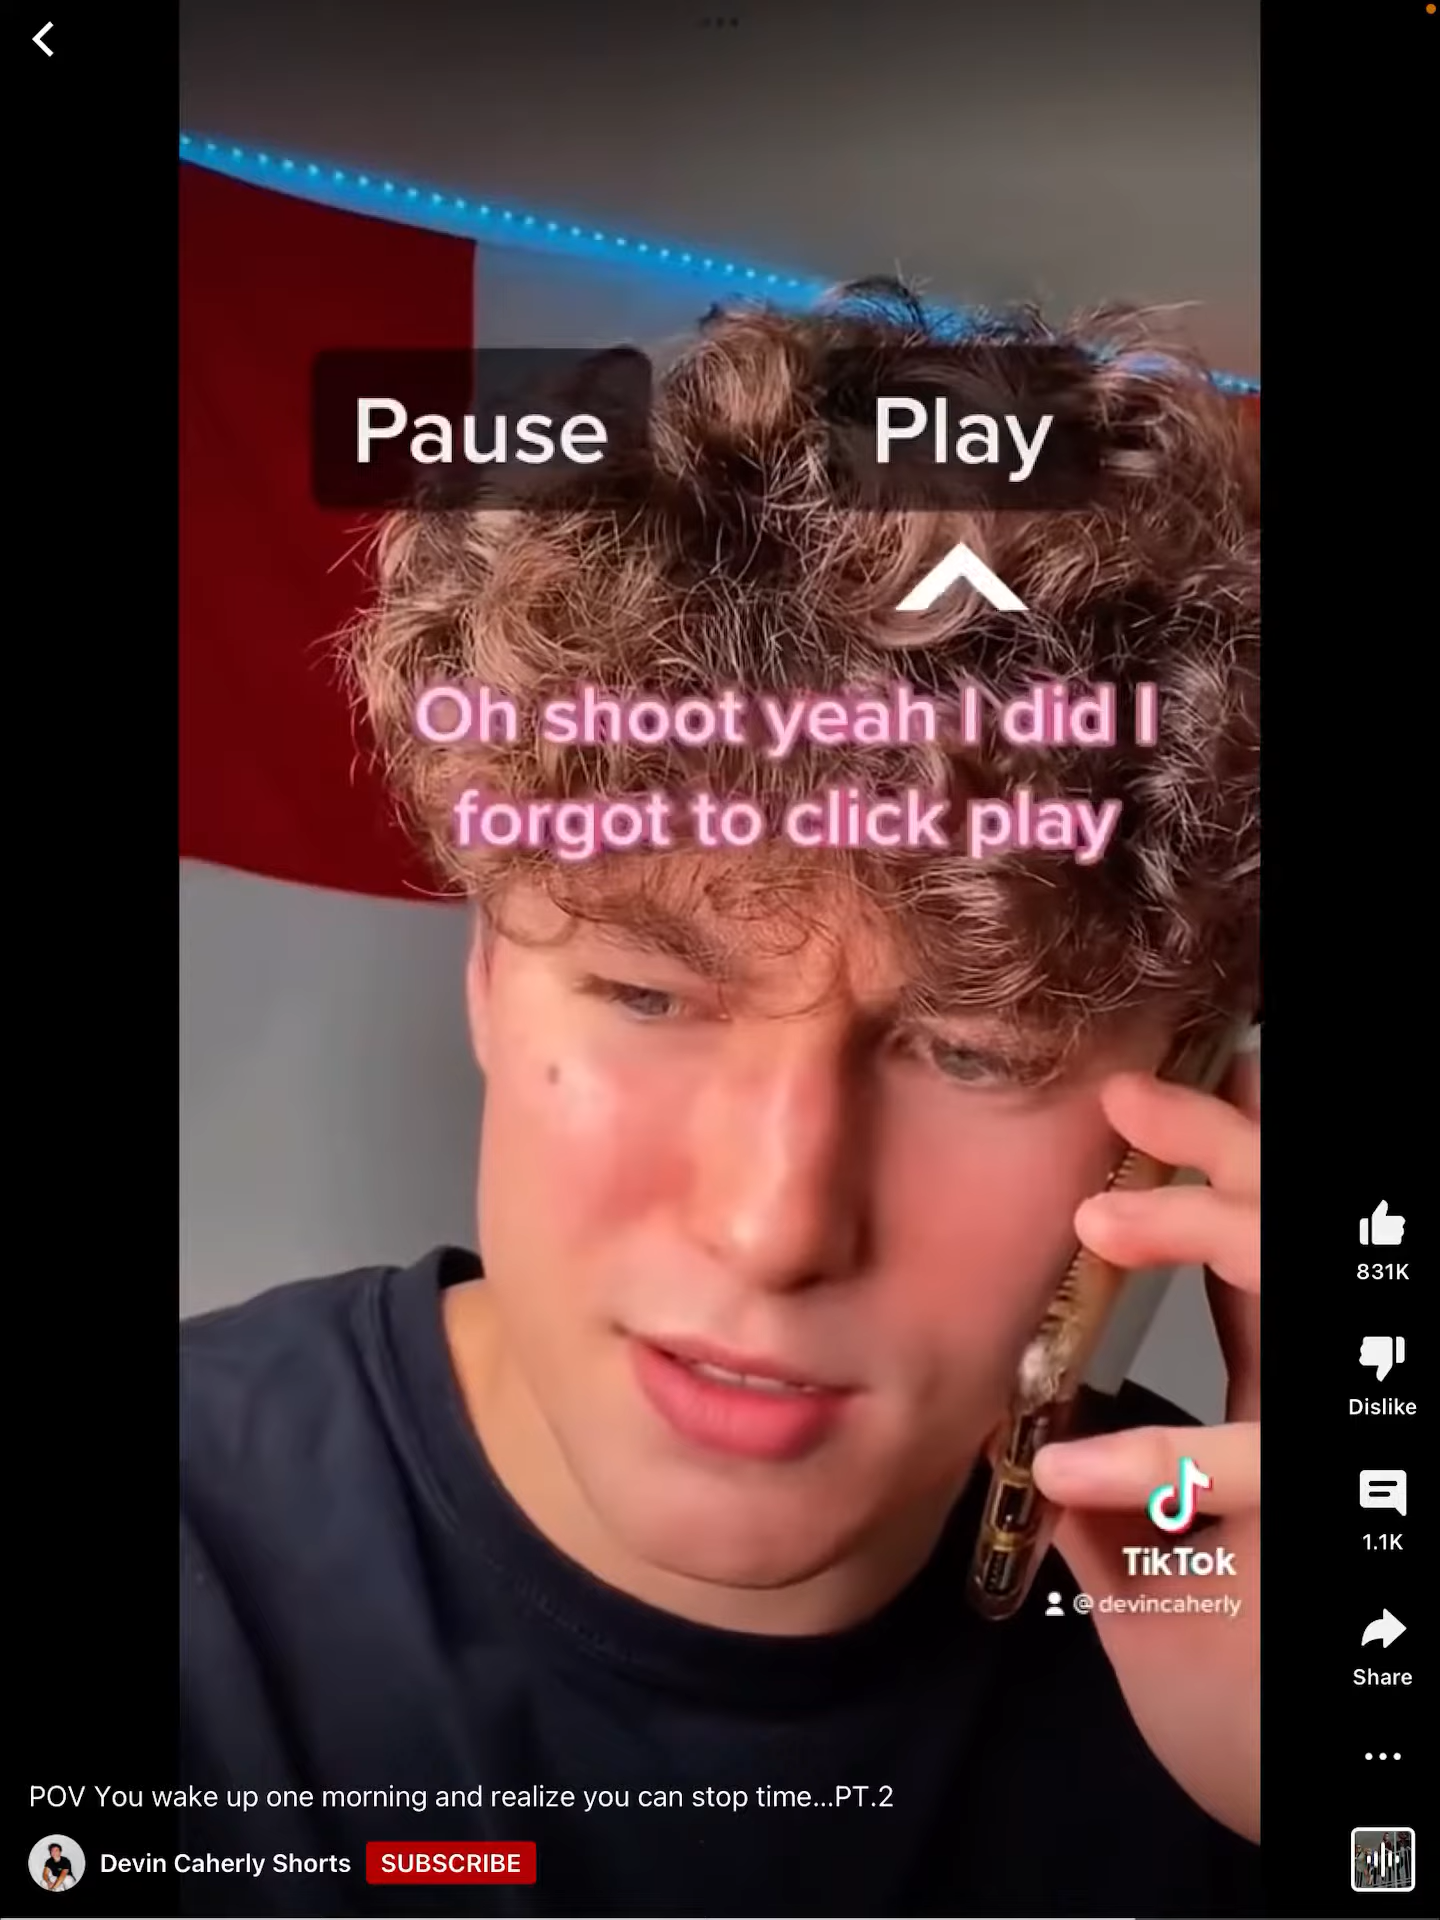 Pause
Play
Oh shoot yeah I did I
forgot to click play
831K
Dislike
1.1K
TikTok
@devincaherly
Share
POV You wake up one morning and realize you can stop time...PT.2
Devin Caherly Shorts
SUBSCRIBE